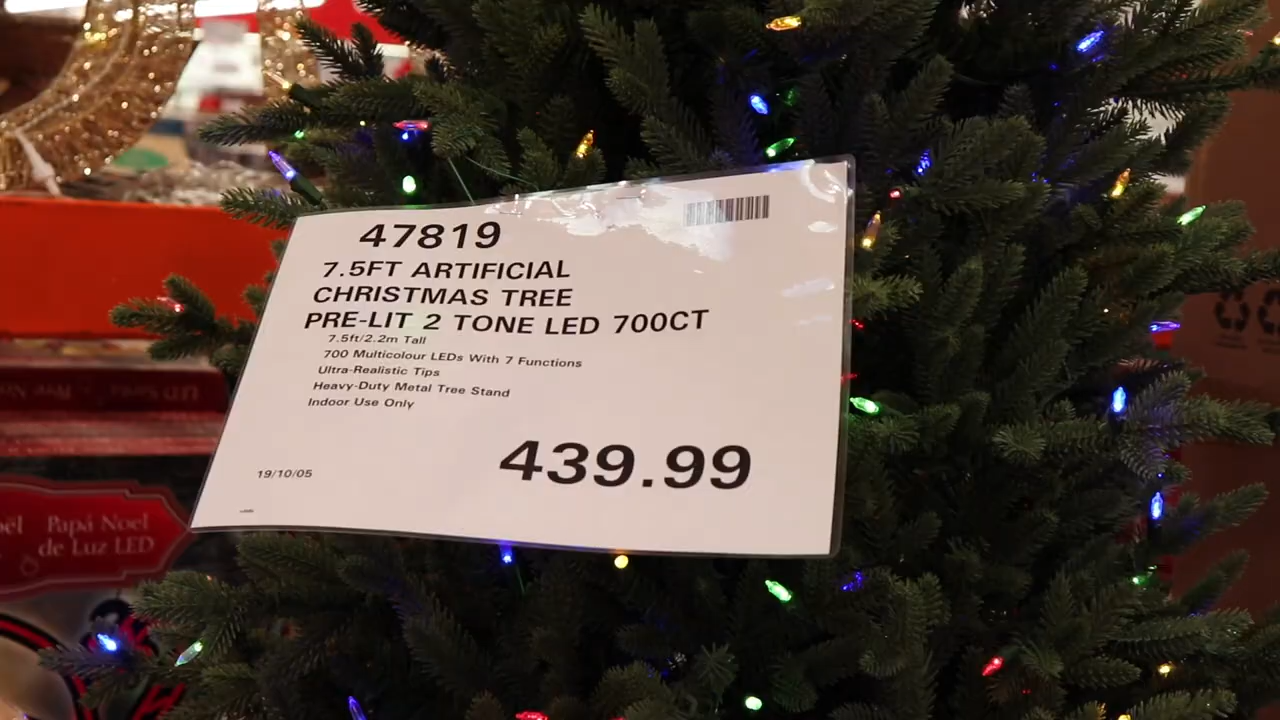 47819
7.5FT ARTIFICIAL
CHRISTMAS TREE
PRE-LIT 2 TONE LED 700CT
7.5ft/2.2m Tall
700 Multicolour LEDs With 7 Functions
Ultra-Realistic Tips
Heavy-Duty Metal Tree Stand
Indoor Use Only
439.99
19/10/05
Papá Noel
de Luz LED